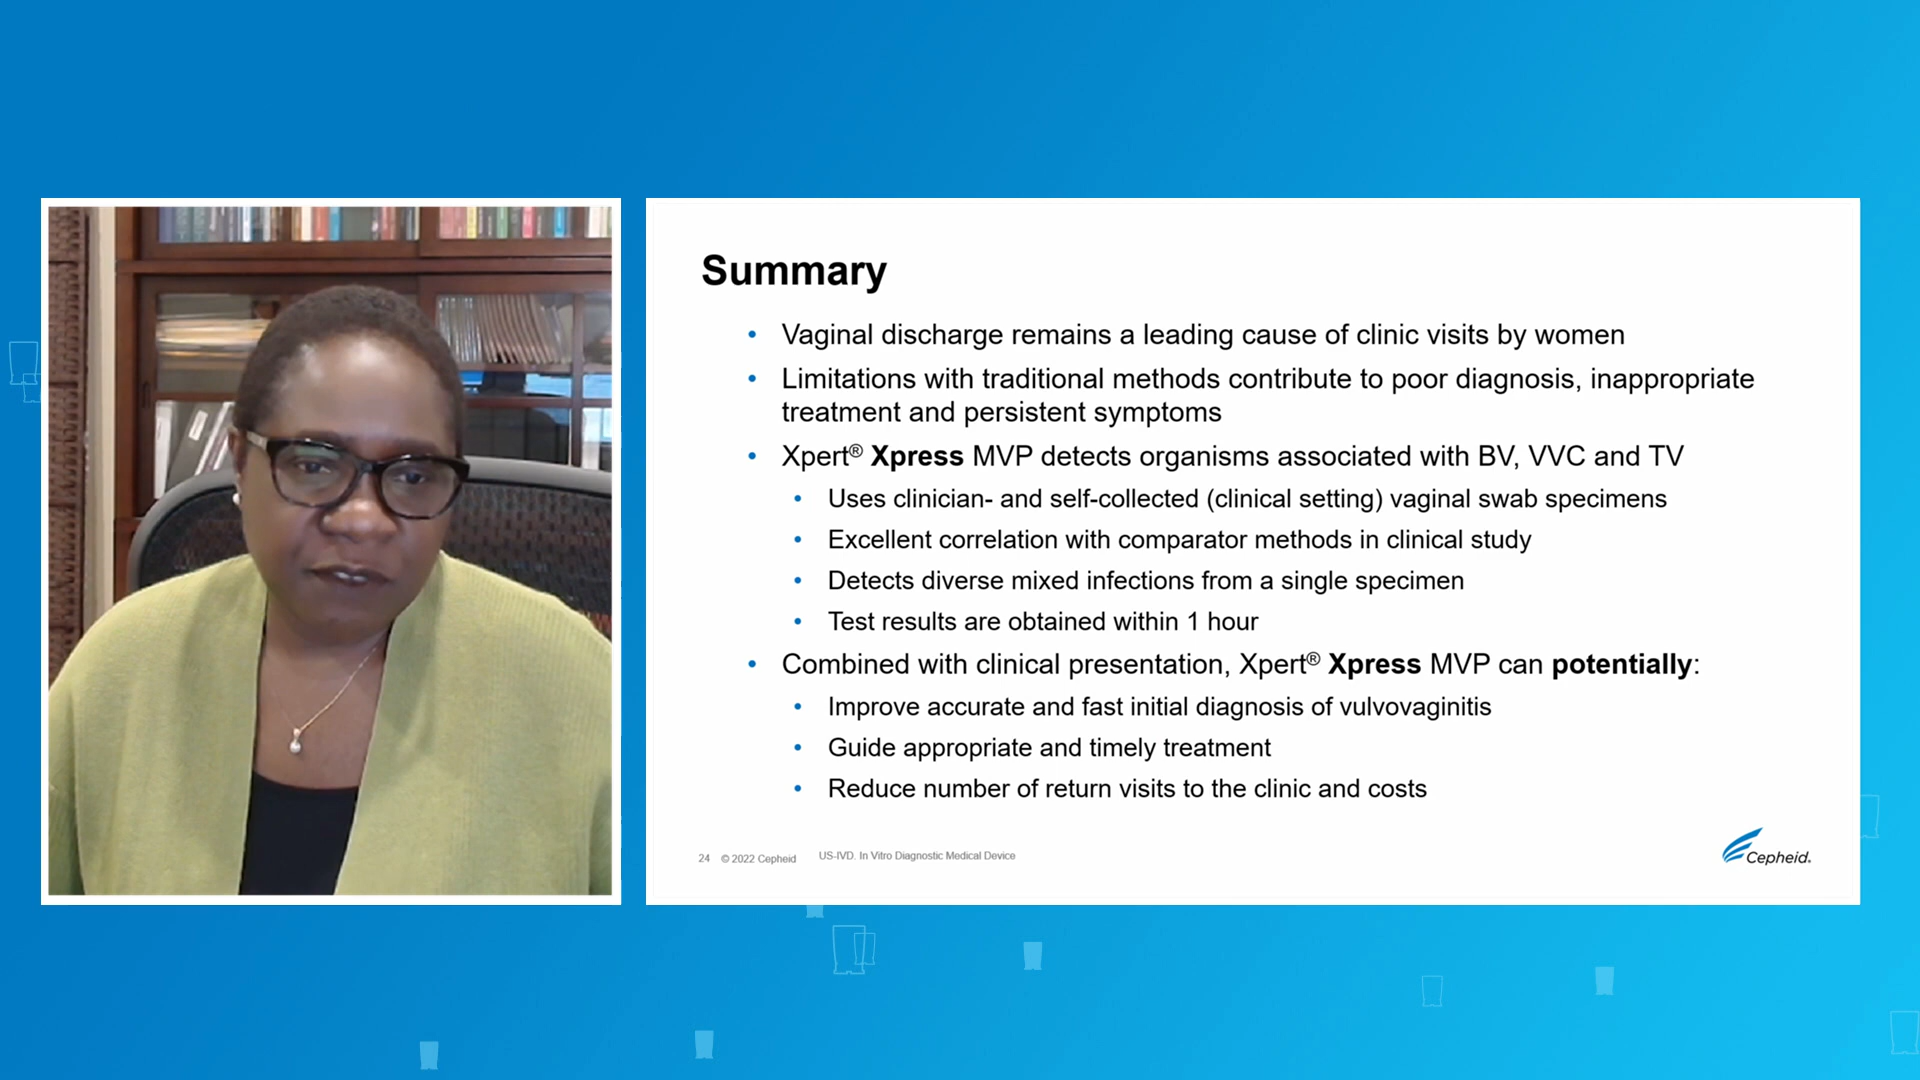 Summary
• Vaginal discharge remains a leading cause of clinic visits by women
• Limitations with traditional methods contribute to poor diagnosis, inappropriate
treatment and persistent symptoms
• Xpert® Xpress MVP detects organisms associated with BV, VVC and TV
• Uses clinician- and self-collected (clinical setting) vaginal swab specimens
• Excellent correlation with comparator methods in clinical study
• Detects diverse mixed infections from a single specimen
• Test results are obtained within 1 hour
• Combined with clinical presentation, Xpert® Xpress MVP can potentially:
• Improve accurate and fast initial diagnosis of vulvovaginitis
• Guide appropriate and timely treatment
• Reduce number of return visits to the clinic and costs
24 © 2022 Cepheid US-IVD. In Vitro Diagnostic Medical Device
Cepheid.